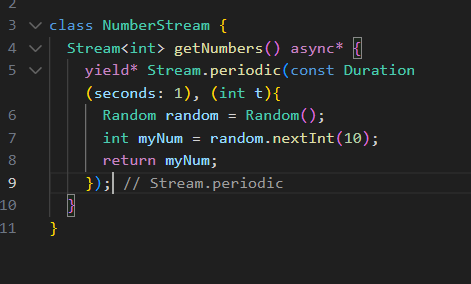 2
3 class NumberStream {
4 Stream<int> getNumbers() async* {
5 yield* Stream.periodic(const Duration
(seconds: 1), (int t){
6 Random random = Random();
7 int myNum = random.nextInt(10);
8 return myNum;
9 }); // Stream.periodic
10 }
11 }